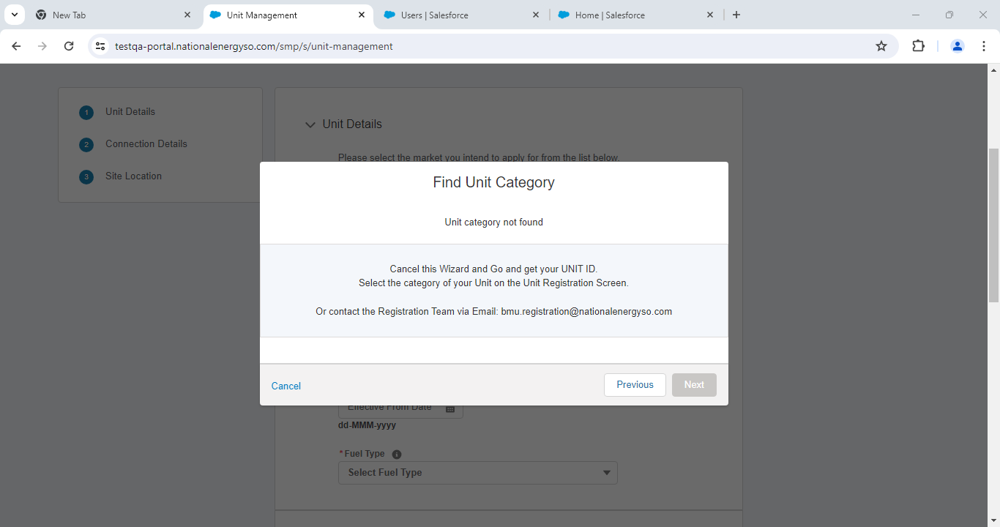 New Tab
Unit Management
Users | Salesforce
Home | Salesforce
testqa-portal.nationalenergyso.com/smp/s/unit-management
1 Unit Details
2 Connection Details
3 Site Location
Unit Details
Please select the market you intend to apply for from the list below.
Find Unit Category
Unit category not found
Cancel this Wizard and Go and get your UNIT ID.
Select the category of your Unit on the Unit Registration Screen.
Or contact the Registration Team via Email: bmu.registration@nationalenergyso.com
Cancel
Previous
Next
Effective From Date
dd-MMM-yyyy
*Fuel Type
Select Fuel Type